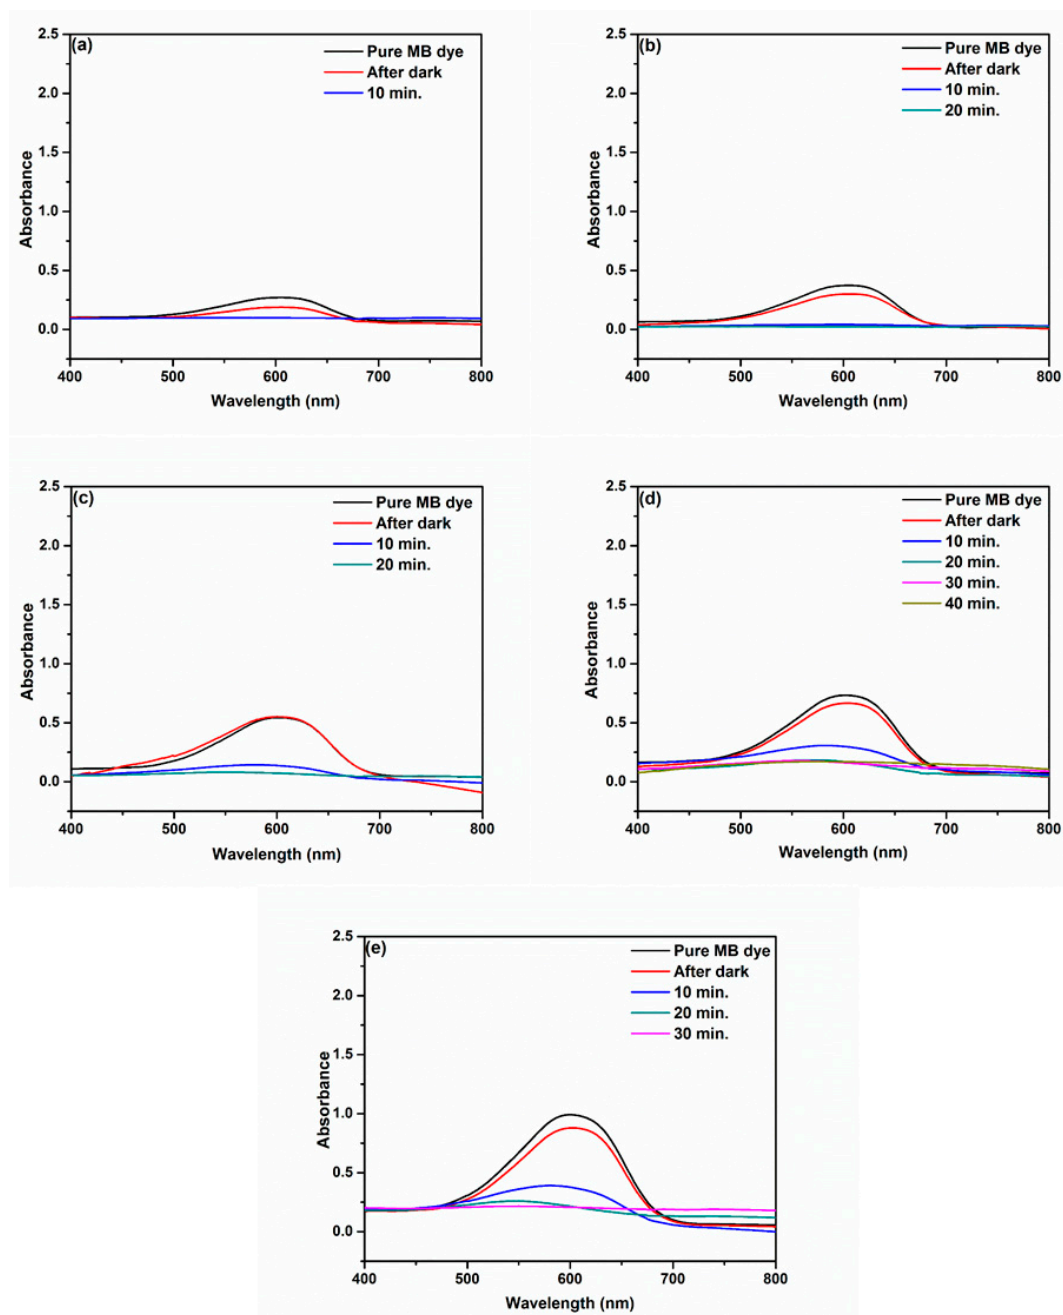 (a)
Pure MB dye
After dark
10 min.
2.5
2.0
1.5
1.0
0.5
0.0
Absorbance
400 500 600 700 800
Wavelength (nm)
(b)
Pure MB dye
After dark
10 min.
20 min.
2.5
2.0
1.5
1.0
0.5
0.0
Absorbance
400 500 600 700 800
Wavelength (nm)
(c)
Pure MB dye
After dark
10 min.
20 min.
2.5
2.0
1.5
1.0
0.5
0.0
Absorbance
400 500 600 700 800
Wavelength (nm)
(d)
Pure MB dye
After dark
10 min.
20 min.
30 min.
40 min.
2.5
2.0
1.5
1.0
0.5
0.0
Absorbance
400 500 600 700 800
Wavelength (nm)
(e)
Pure MB dye
After dark
10 min.
20 min.
30 min.
2.5
2.0
1.5
1.0
0.5
0.0
Absorbance
400 500 600 700 800
Wavelength (nm)